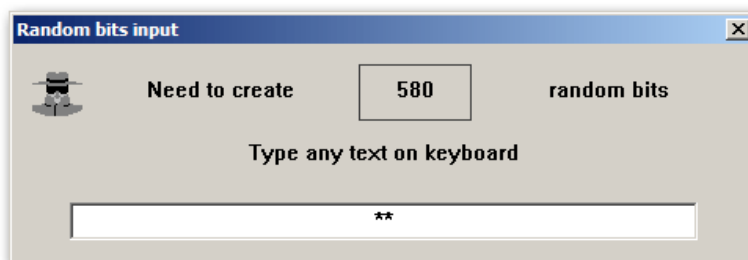 Random bits input
Need to create 580 random bits
Type any text on keyboard
**